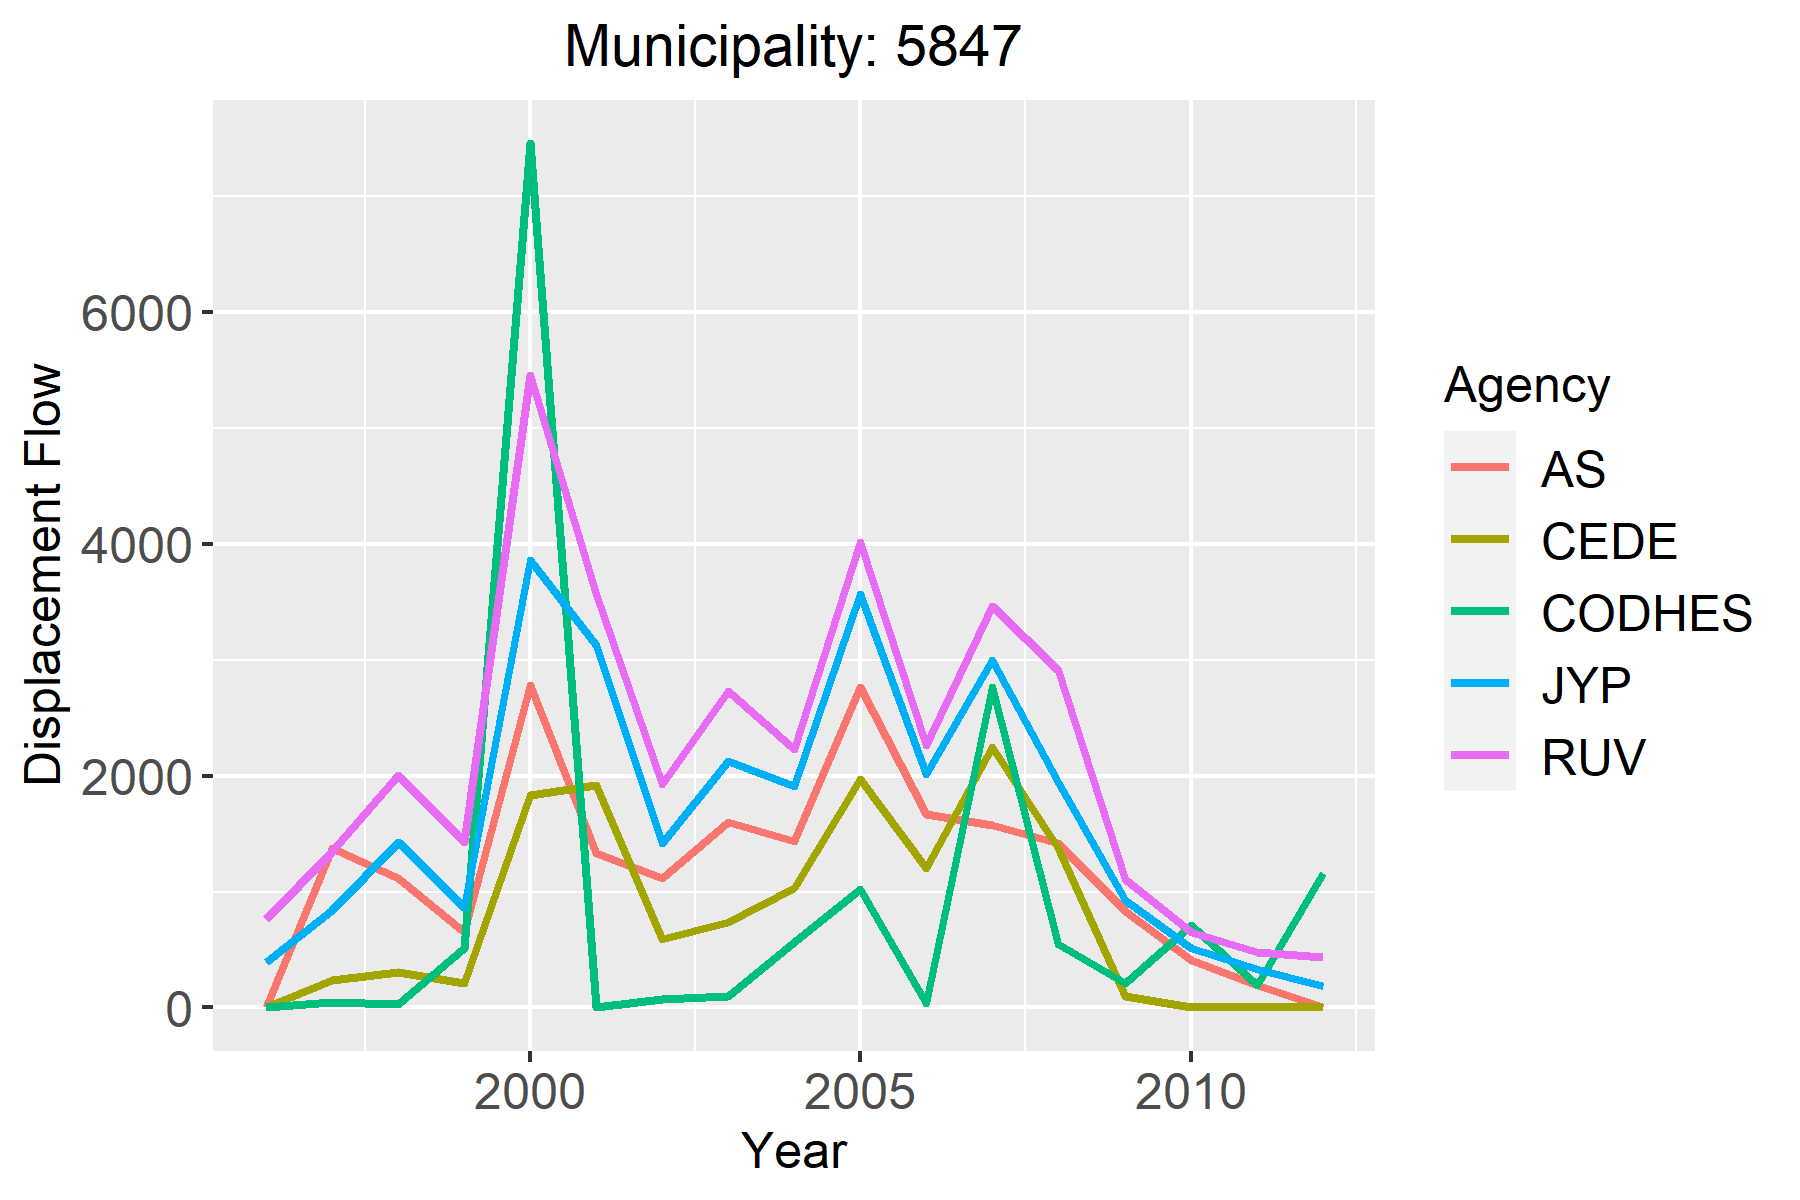 Municipality: 5847
Displacement Flow
6000
4000
2000
0
2000 2005 2010
Year
Agency
AS
CEDE
CODHES
JYP
RUV